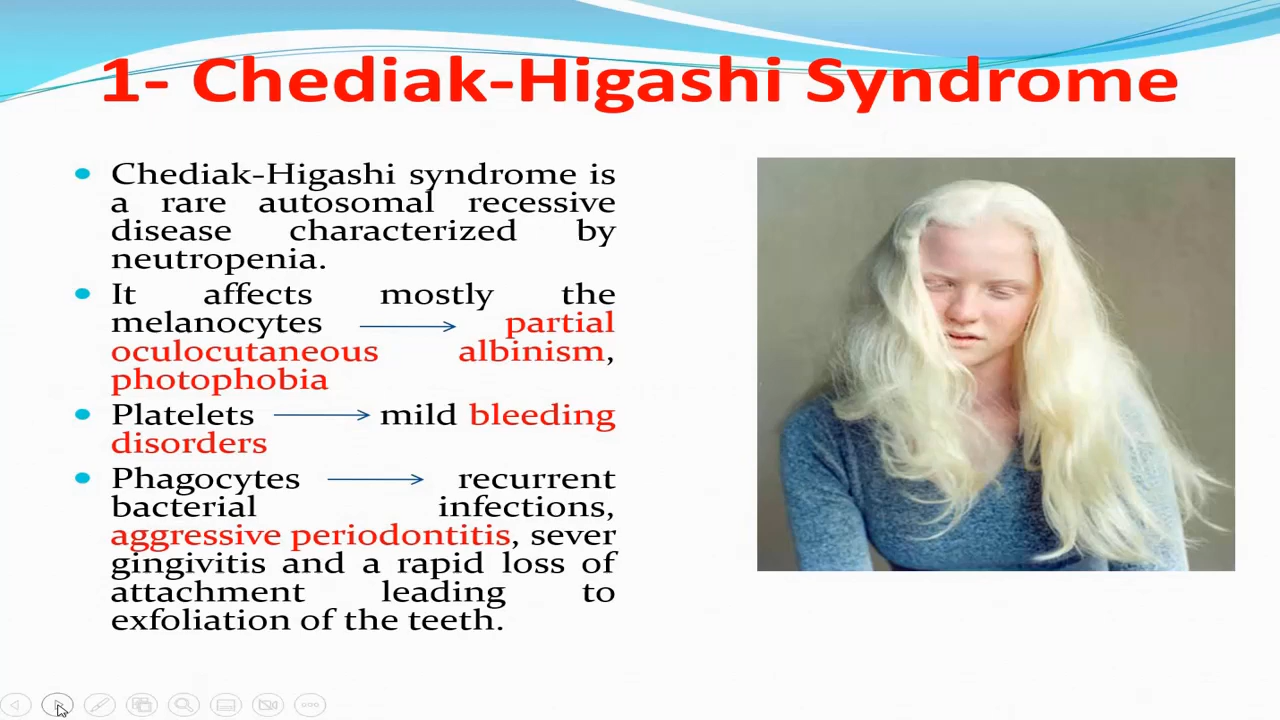 1- Chediak-Higashi Syndrome
Chediak-Higashi syndrome is
a rare autosomal recessive
disease characterized by
neutropenia.
It affects mostly the
melanocytes partial
oculocutaneous albinism,
photophobia
Platelets mild bleeding
disorders
Phagocytes recurrent
bacterial infections,
aggressive periodontitis, sever
gingivitis and a rapid loss of
attachment leading to
exfoliation of the teeth.